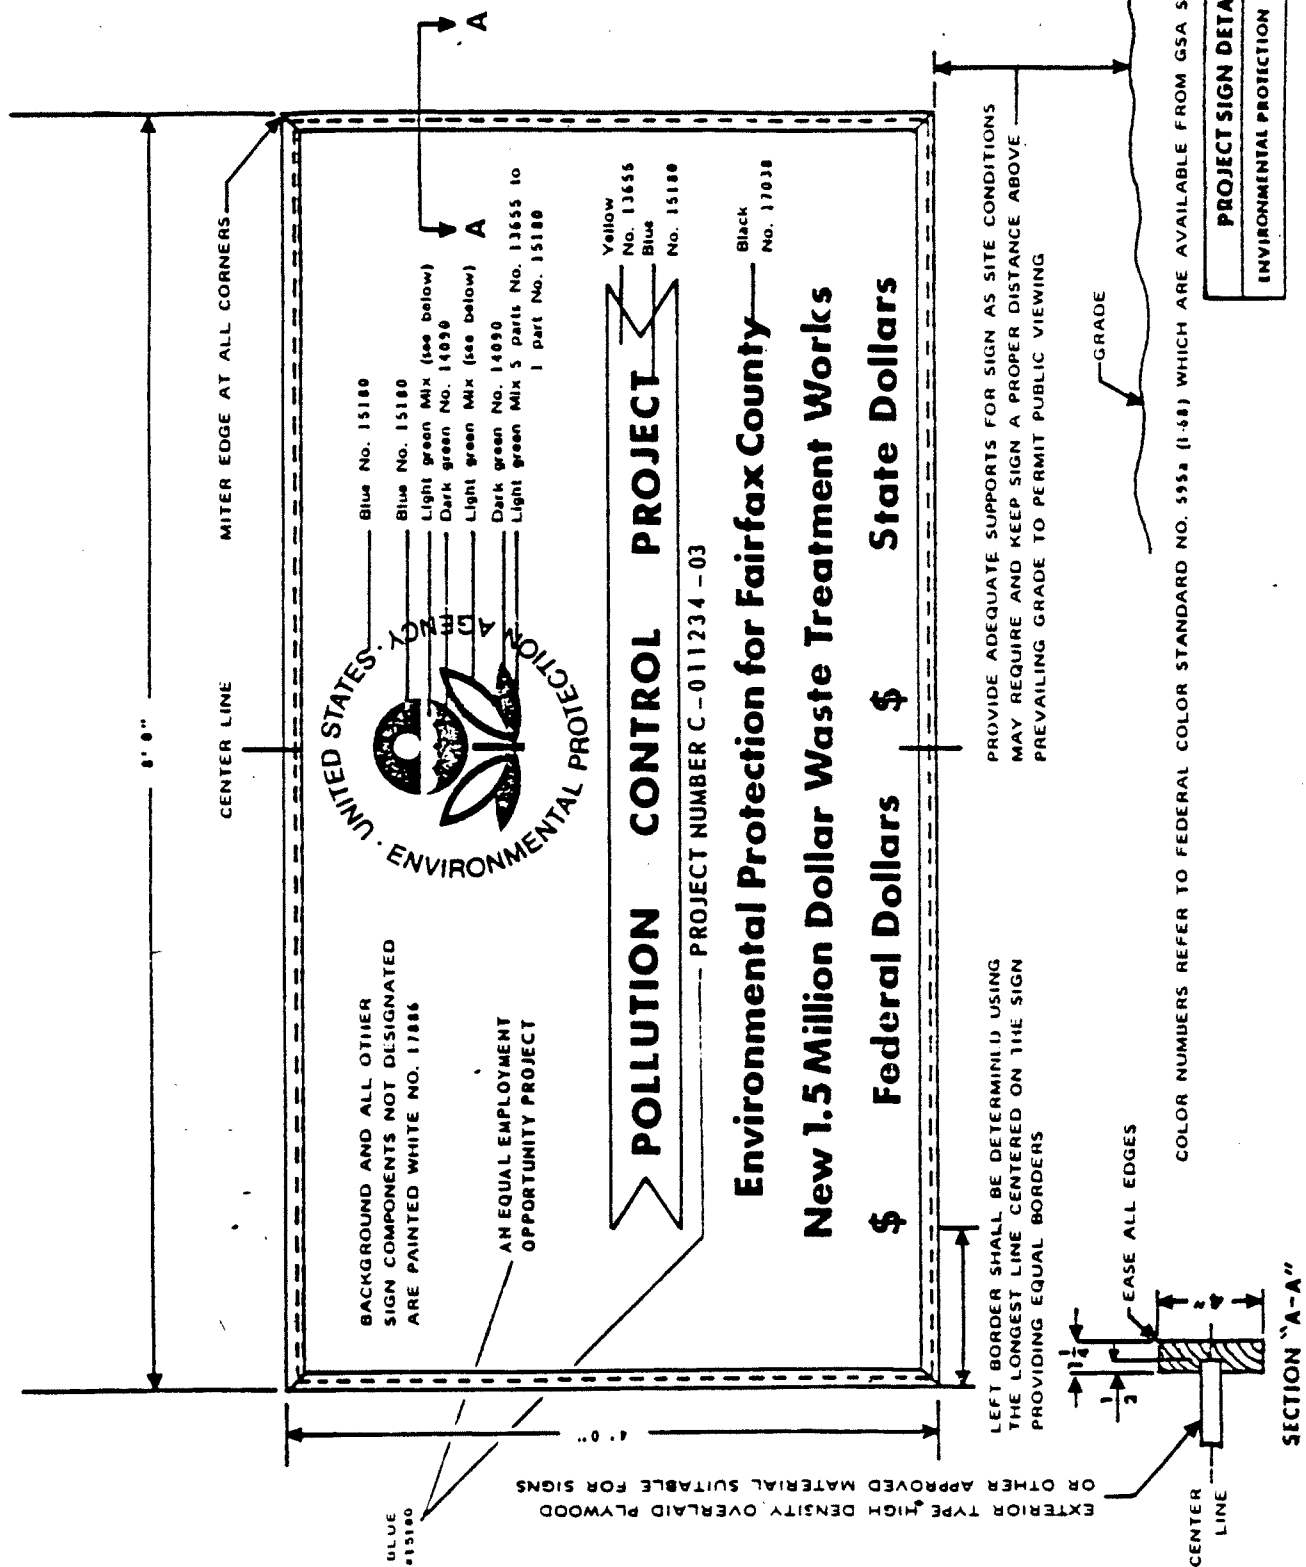 8' 0"
CENTER LINE
MITER EDGE AT ALL CORNERS
A
A
BACKGROUND AND ALL OTHER
SIGN COMPONENTS NOT DESIGNATED
ARE PAINTED WHITE NO. 17886
AN EQUAL EMPLOYMENT
OPPORTUNITY PROJECT
· UNITED STATES ·
ENVIRONMENTAL PROTECTION AGENCY
Blue No. 15180
Blue No. 15180
Light green Mix (see below)
Dark green No. 14090
Light green Mix (see below)
Dark green No. 14090
Light green Mix 5 parts No. 13655 to
1 part No. 15180
POLLUTION CONTROL PROJECT
Yellow
No. 13655
Blue
No. 15180
PROJECT NUMBER C-011234-03
Environmental Protection for Fairfax County
Black
No. 17038
New 1.5 Million Dollar Waste Treatment Works
$ Federal Dollars $ State Dollars
BLUE
#15180
4' 0"
EXTERIOR TYPE HIGH DENSITY OVERLAID PLYWOOD
OR OTHER APPROVED MATERIAL SUITABLE FOR SIGNS
LEFT BORDER SHALL BE DETERMINED USING
THE LONGEST LINE CENTERED ON THE SIGN
PROVIDING EQUAL BORDERS
PROVIDE ADEQUATE SUPPORTS FOR SIGN AS SITE CONDITIONS
MAY REQUIRE AND KEEP SIGN A PROPER DISTANCE ABOVE
PREVAILING GRADE TO PERMIT PUBLIC VIEWING
GRADE
1 1/4
1/2
EASE ALL EDGES
CENTER
LINE
SECTION "A-A"
COLOR NUMBERS REFER TO FEDERAL COLOR STANDARD NO. 595a (1-68) WHICH ARE AVAILABLE FROM GSA S
PROJECT SIGN DETA
ENVIRONMENTAL PROTECTION